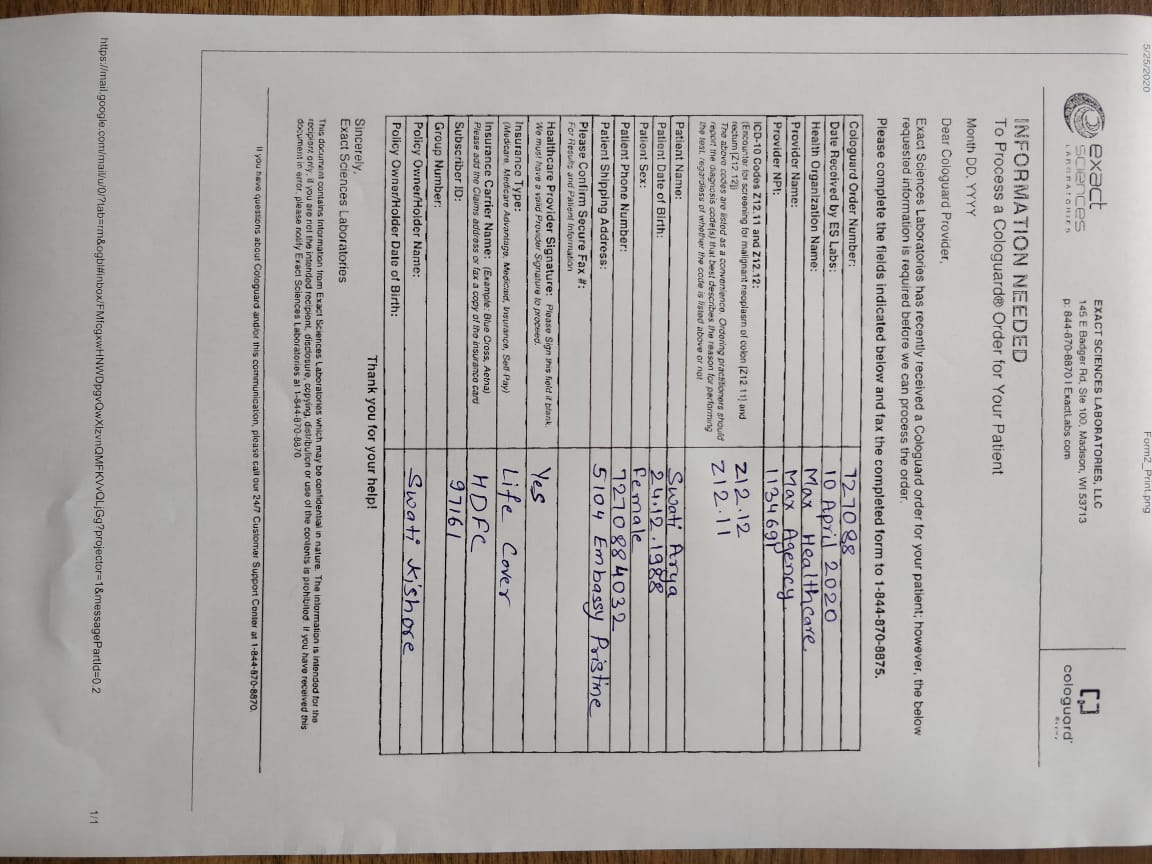 5/25/2020
Form2_Print.png
exact
sciences
LABORATORIES
EXACT SCIENCES LABORATORIES, LLC
145 E Badger Rd, Ste 100, Madison, WI 53713
p: 844-870-8870 | ExactLabs.com
cologuard
INFORMATION NEEDED
To Process a Cologuard® Order for Your Patient
Month DD, YYYY
Dear Cologuard Provider,
Exact Sciences Laboratories has recently received a Cologuard order for your patient; however, the below
requested information is required before we can process the order.
Please complete the fields indicated below and fax the completed form to 1-844-870-8875.
Cologuard Order Number: 727088
Date Received by ES Labs: 10 April 2020
Health Organization Name: Max Healthcare
Provider Name: Max Agency
Provider NPI: 113469P
ICD-10 Codes Z12.11 and Z12.12: Z12.12
(Encounter for screening for malignant neoplasm of colon [Z12.11] and Z12.11
rectum [Z12.12])
The above codes are listed as a convenience. Ordering practitioners should
report the diagnosis code(s) that best describes the reason for performing
the test, regardless of whether the code is listed above or not
Patient Name: Swati Arya
Patient Date of Birth: 24.12.1988
Patient Sex: Female
Patient Phone Number: 7270884032
Patient Shipping Address: 5104 Embassy Pristine
Please Confirm Secure Fax #:
For Results and Patient Information
Healthcare Provider Signature: Please Sign this field if blank. Yes
We must have a valid Provider Signature to proceed.
Insurance Type: Life Cover
(Medicare, Medicare Advantage, Medicaid, Insurance, Self-Pay)
Insurance Carrier Name: (Example: Blue Cross, Aetna) HDFC
Please add the Claims address or fax a copy of the insurance card
Subscriber ID: 97161
Group Number:
Policy Owner/Holder Name: Swati Kishore
Policy Owner/Holder Date of Birth:
Thank you for your help!
Sincerely,
Exact Sciences Laboratories
This document contains information from Exact Sciences Laboratories which may be confidential in nature. The information is intended for the
recipient only. If you are not the intended recipient, disclosure, copying, distribution or use of the contents is prohibited. If you have received this
document in error, please notify Exact Sciences Laboratories at 1-844-870-8870
If you have questions about Cologuard and/or this communication, please call our 24/7 Customer Support Center at 1-844-870-8870.
1/1